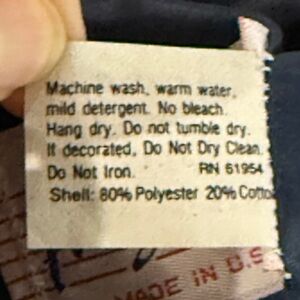 Machine wash, warm water,
mild detergent. No bleach.
Hang dry. Do not tumble dry.
If decorated, Do Not Dry Clean.
Do Not Iron. RN 61954
Shell: 80% Polyester 20% Cotto
MADE IN U.S